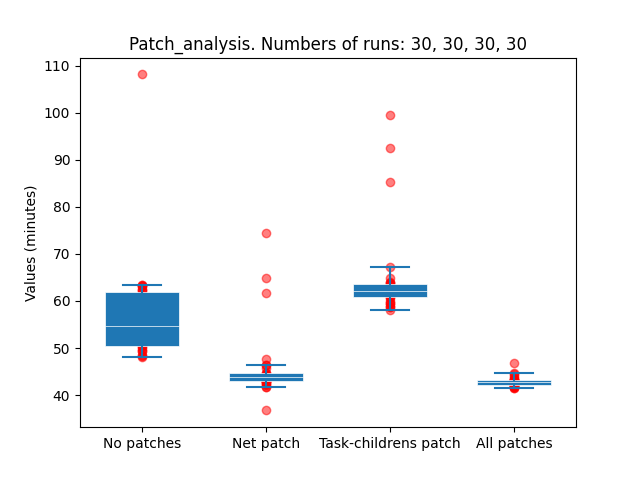 Patch_analysis. Numbers of runs: 30, 30, 30, 30
110
100
90
80
70
60
50
40
Values (minutes)
No patches
Net patch
Task-childrens patch
All patches